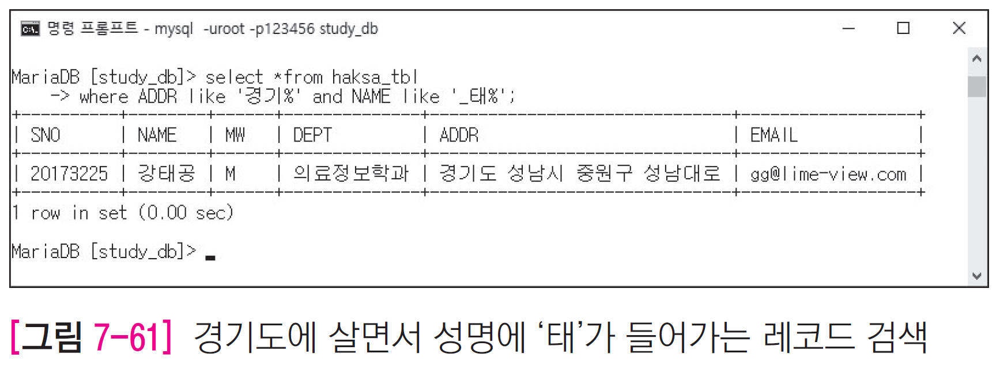 명령 프롬프트 - mysql  -uroot -p123456 study_db
MariaDB [study_db]> select *from haksa_tbl
    -> where ADDR like '경기%' and NAME like '_태%';
+----------+--------+------+--------------+-------------------------------+------------------+
| SNO      | NAME   | MW   | DEPT         | ADDR                          | EMAIL            |
+----------+--------+------+--------------+-------------------------------+------------------+
| 20173225 | 강태공 | M    | 의료정보학과 | 경기도 성남시 중원구 성남대로 | gg@lime-view.com |
+----------+--------+------+--------------+-------------------------------+------------------+
1 row in set (0.00 sec)
MariaDB [study_db]> _
[그림 7-61] 경기도에 살면서 성명에 ‘태’가 들어가는 레코드 검색